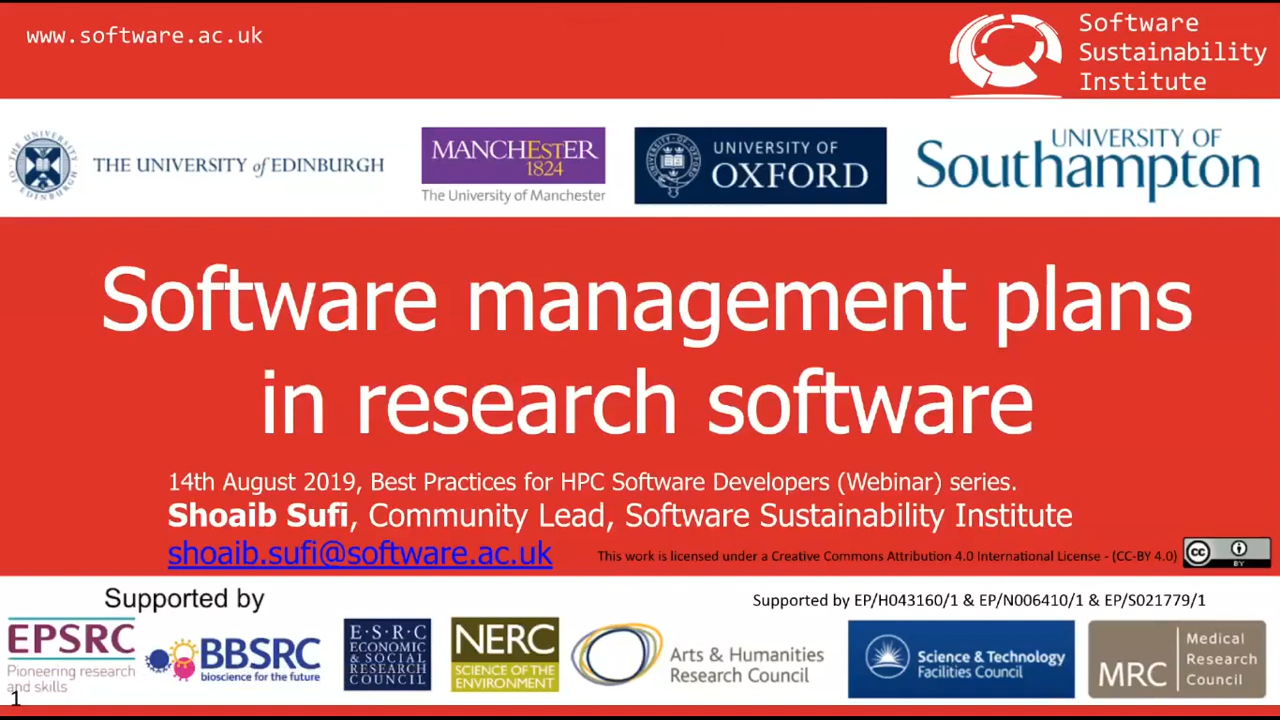 www.software.ac.uk
Software
Sustainability
Institute
THE UNIVERSITY of EDINBURGH
MANCHESTER
1824
The University of Manchester
UNIVERSITY OF
OXFORD
UNIVERSITY OF
Southampton
Software management plans
in research software
14th August 2019, Best Practices for HPC Software Developers (Webinar) series.
Shoaib Sufi, Community Lead, Software Sustainability Institute
shoaib.sufi@software.ac.uk
This work is licensed under a Creative Commons Attribution 4.0 International License - (CC-BY 4.0)
cc
BY
Supported by
Supported by EP/H043160/1 & EP/N006410/1 & EP/S021779/1
EPSRC
Pioneering research
and skills
BBSRC
bioscience for the future
E·S·R·C
ECONOMIC
& SOCIAL
RESEARCH
COUNCIL
NERC
SCIENCE OF THE
ENVIRONMENT
Arts & Humanities
Research Council
Science & Technology
Facilities Council
MRC
Medical
Research
Council
1